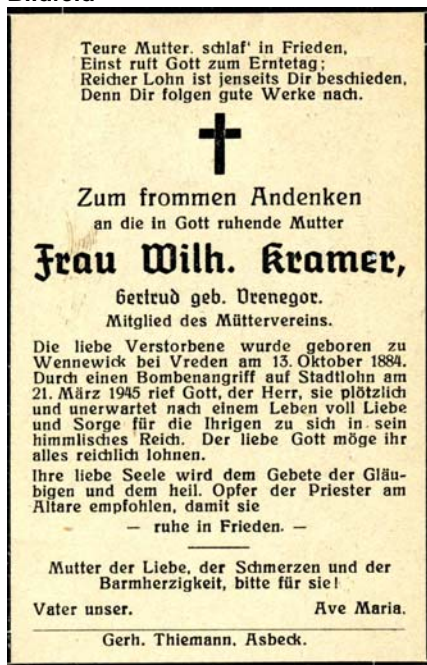 Teure Mutter. schlaf' in Frieden,
Einst ruft Gott zum Erntetag;
Reicher Lohn ist jenseits Dir beschieden,
Denn Dir folgen gute Werke nach.
Zum frommen Andenken
an die in Gott ruhende Mutter
Frau Wilh. Kramer,
Gertrud geb. Vrenegor.
Mitglied des Müttervereins.
Die liebe Verstorbene wurde geboren zu
Wennewick bei Vreden am 13. Oktober 1884.
Durch einen Bombenangriff auf Stadtlohn am
21. März 1945 rief Gott, der Herr, sie plötzlich
und unerwartet nach einem Leben voll Liebe
und Sorge für die Ihrigen zu sich in sein
himmlisches Reich. Der liebe Gott möge ihr
alles reichlich lohnen.
Ihre liebe Seele wird dem Gebete der Gläu-
bigen und dem heil. Opfer der Priester am
Altare empfohlen, damit sie
— ruhe in Frieden. —
Mutter der Liebe, der Schmerzen und der
Barmherzigkeit, bitte für sie!
Vater unser. Ave Maria.
Gerh. Thiemann, Asbeck.